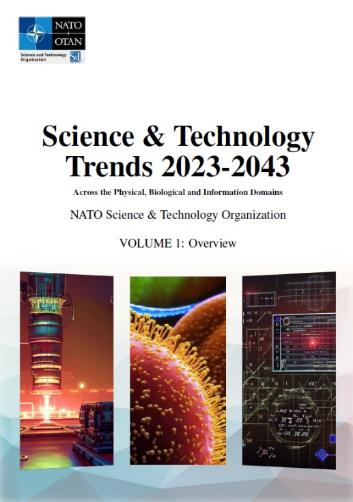 NATO
OTAN
Science and Technology
Organization
Science & Technology
Trends 2023-2043
Across the Physical, Biological and Information Domains
NATO Science & Technology Organization
VOLUME 1: Overview